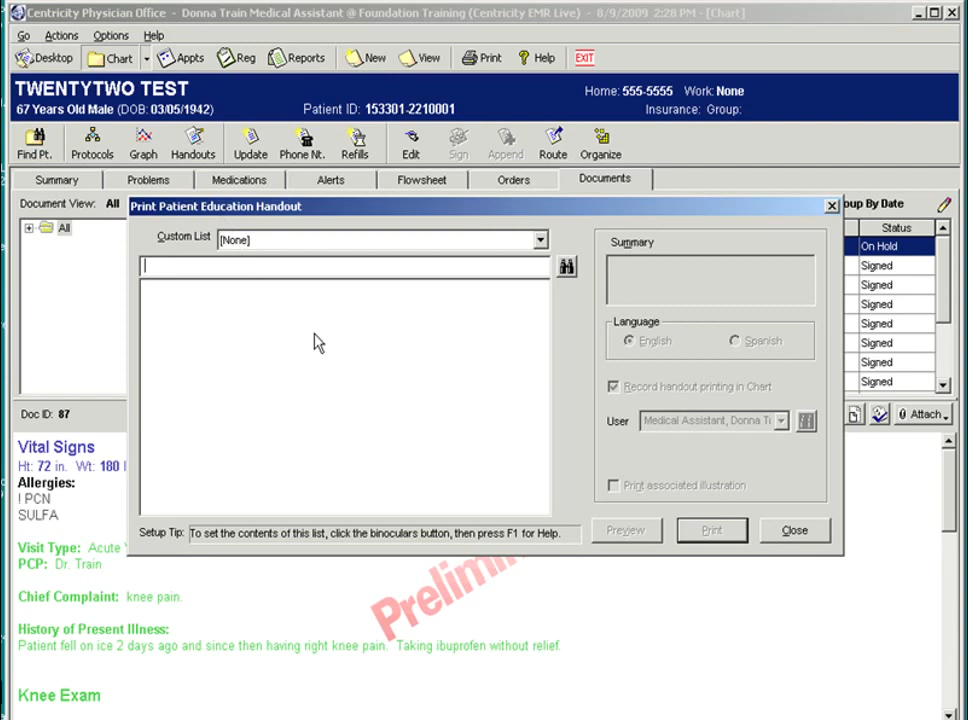 Centricity Physician Office - Donna Train Medical Assistant @ Foundation Training (Centricity EMR Live) - 8/9/2009 2:28 PM - [Chart]
Go Actions Options Help
Desktop Chart Appts Reg Reports New View Print Help EXIT
TWENTYTWO TEST
67 Years Old Male (DOB: 03/05/1942) Patient ID: 153301-2210001
Home: 555-5555 Work: None
Insurance: Group:
Find Pt. Protocols Graph Handouts Update Phone Nt. Refills Edit Sign Append Route Organize
Summary Problems Medications Alerts Flowsheet Orders Documents
Document View: All
oup By Date
All
Status
On Hold
Signed
Signed
Signed
Signed
Signed
Signed
Signed
Print Patient Education Handout
Custom List [None]
Summary
Language
English Spanish
Record handout printing in Chart
User Medical Assistant, Donna T
Print associated illustration
Setup Tip: To set the contents of this list, click the binoculars button, then press F1 for Help.
Preview Print Close
Doc ID: 87
Attach
Vital Signs
Ht: 72 in. Wt: 180
Allergies:
! PCN
SULFA
Visit Type: Acute
PCP: Dr. Train
Chief Complaint: knee pain.
History of Present Illness:
Patient fell on ice 2 days ago and since then having right knee pain. Taking ibuprofen without relief.
Knee Exam
Prelimin